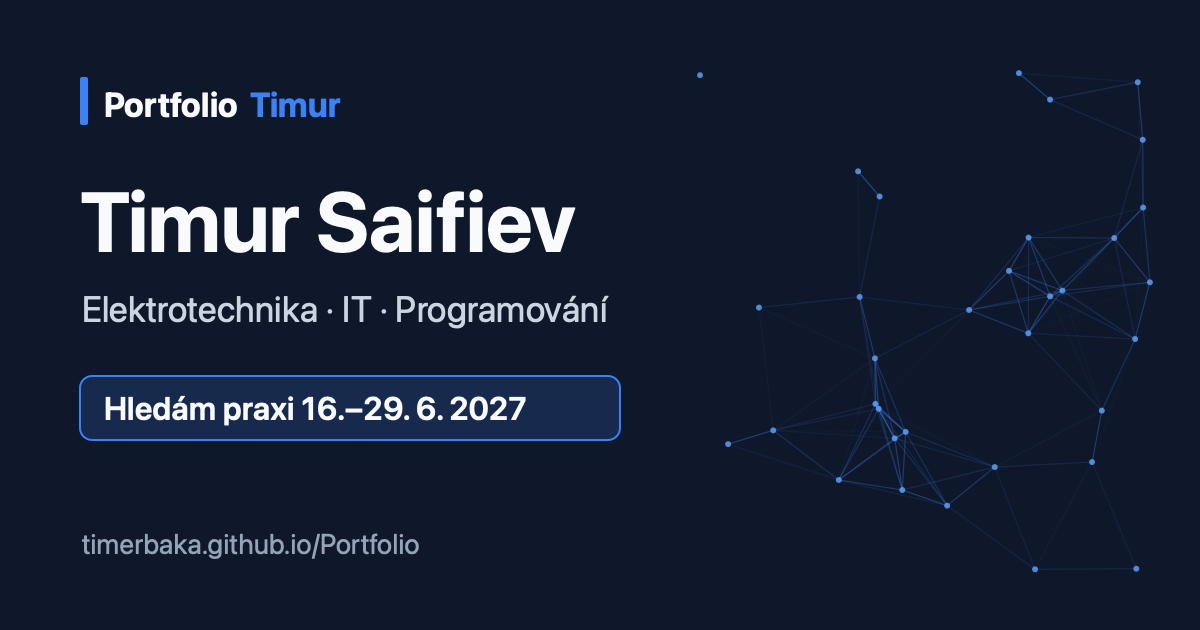 Portfolio Timur
Timur Saifiev
Elektrotechnika · IT · Programování
Hledám praxi 16.–29. 6. 2027
timerbaka.github.io/Portfolio